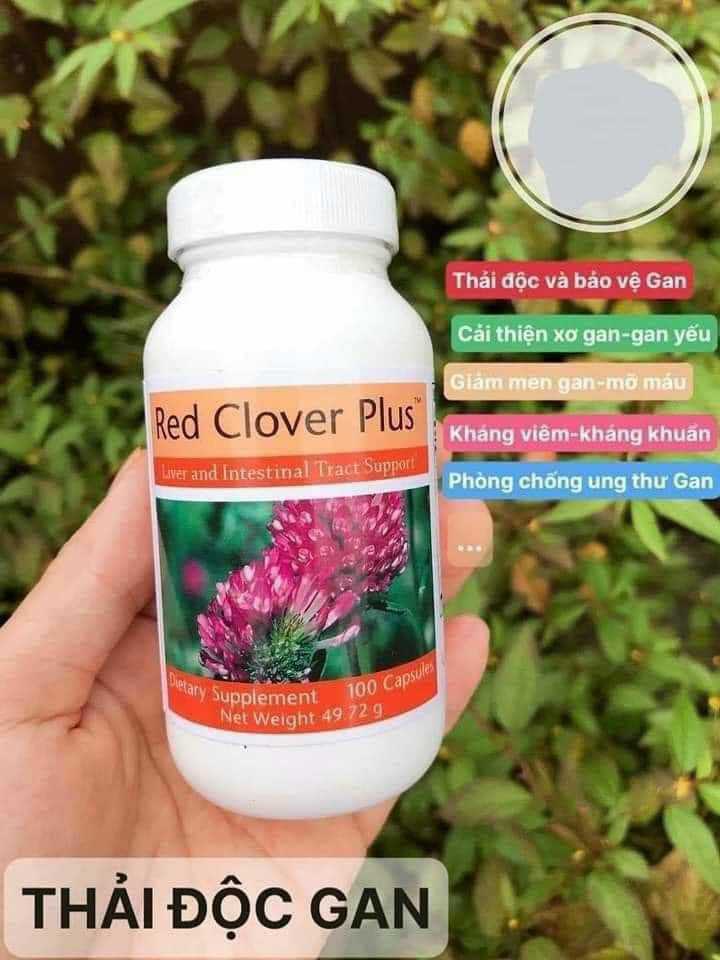 Thải độc và bảo vệ Gan
Cải thiện xơ gan-gan yếu
Giảm men gan-mỡ máu
Kháng viêm-kháng khuẩn
Phòng chống ung thư Gan
...
Red Clover Plus™
Liver and Intestinal Tract Support
Dietary Supplement 100 Capsules
Net Weight 49.72 g
THẢI ĐỘC GAN